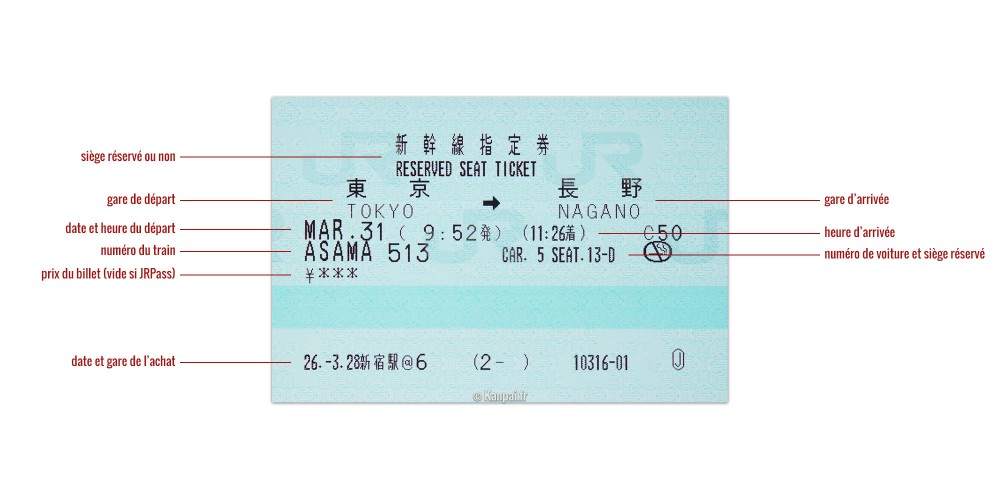 新幹線指定券
siège réservé ou non
RESERVED SEAT TICKET
東京 ➡ 長野
gare de départ
gare d'arrivée
TOKYO NAGANO
date et heure du départ
MAR.31 ( 9:52発) (11:26着) C50
heure d'arrivée
numéro du train
ASAMA 513 CAR. 5 SEAT.13-D
numéro de voiture et siège réservé
prix du billet (vide si JRPass)
¥***
date et gare de l'achat
26.-3.28新宿駅@6 (2- ) 10316-01 J
© Kanpai.fr